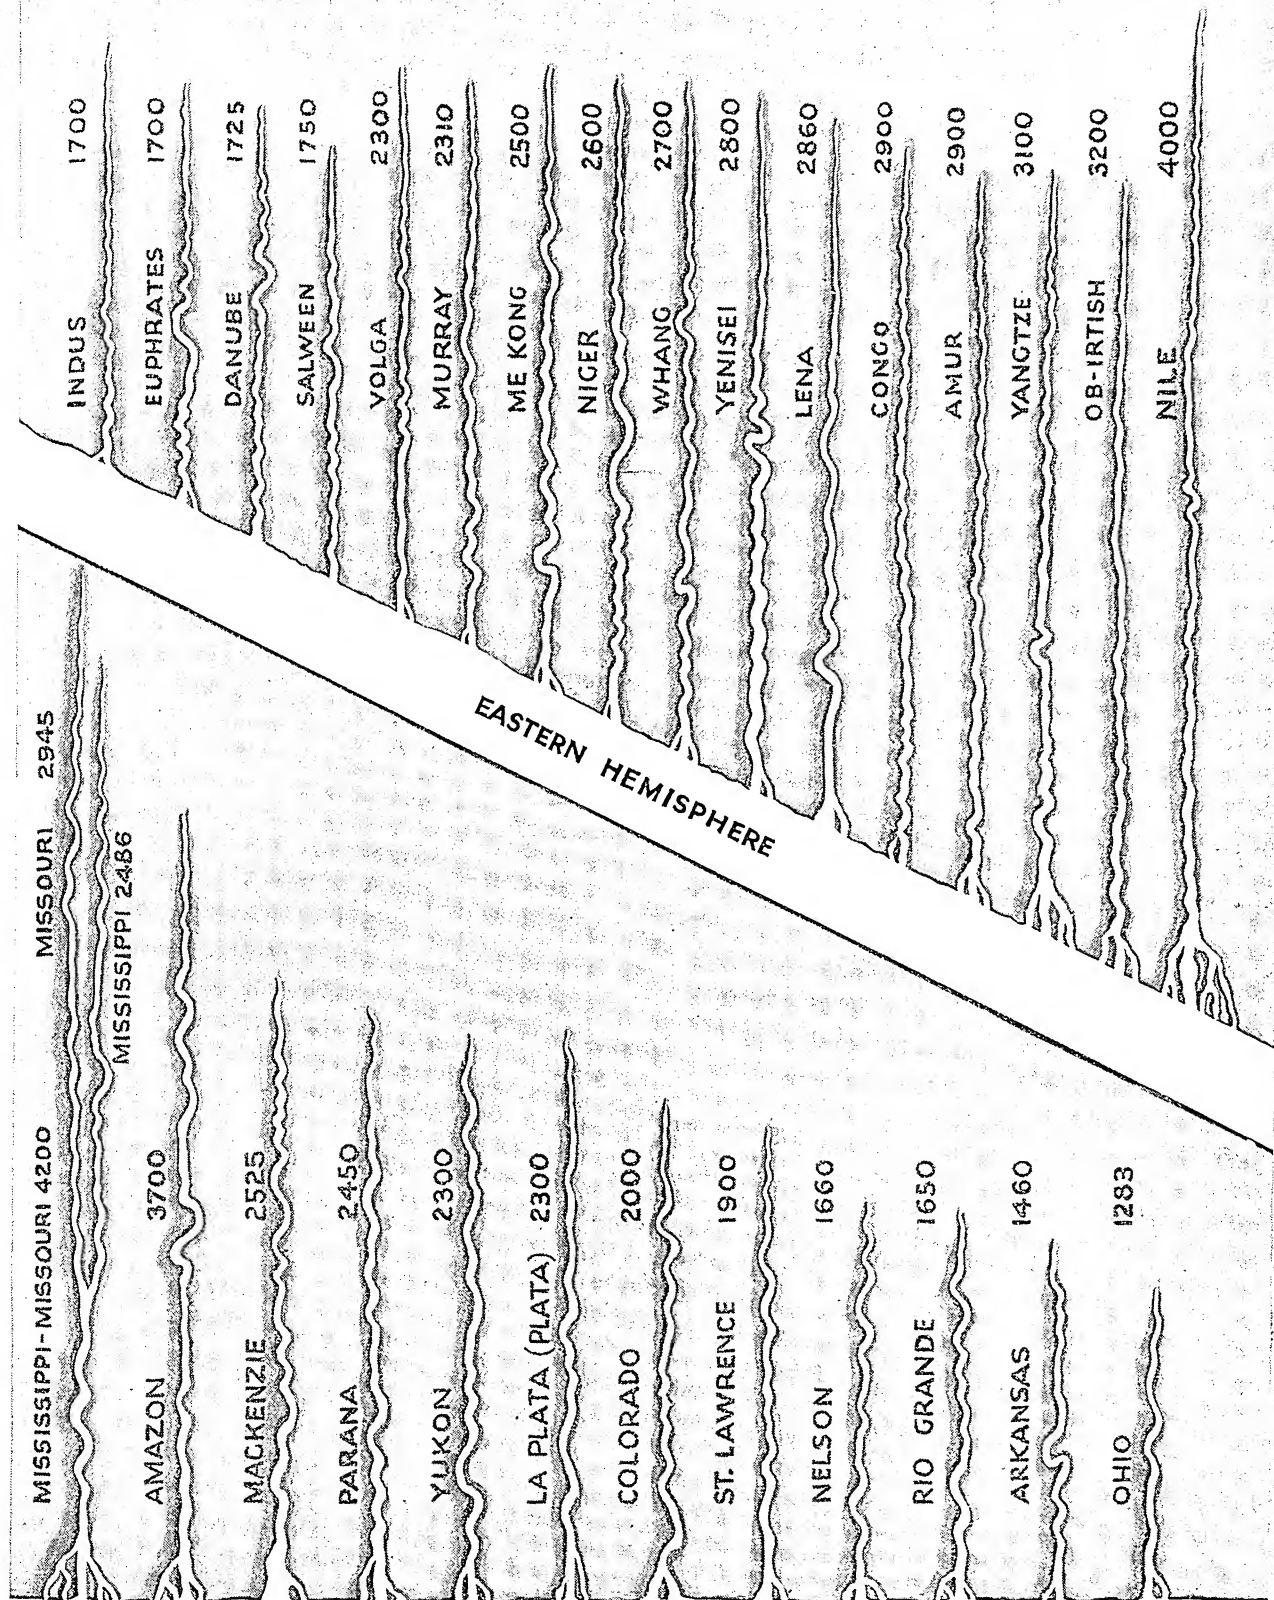 INDUS 1700
EUPHRATES 1700
DANUBE 1725
SALWEEN 1750
VOLGA 2300
MURRAY 2310
ME KONG 2500
NIGER 2600
WHANG 2700
YENISEI 2800
LENA 2860
CONGO 2900
AMUR 2900
YANGTZE 3100
OB-IRTISH 3200
NILE 4000
EASTERN HEMISPHERE
MISSISSIPPI-MISSOURI 4200
MISSOURI 2945
MISSISSIPPI 2486
AMAZON 3700
MACKENZIE 2525
PARANA 2450
YUKON 2300
LA PLATA (PLATA) 2300
COLORADO 2000
ST. LAWRENCE 1900
NELSON 1660
RIO GRANDE 1650
ARKANSAS 1460
OHIO 1283